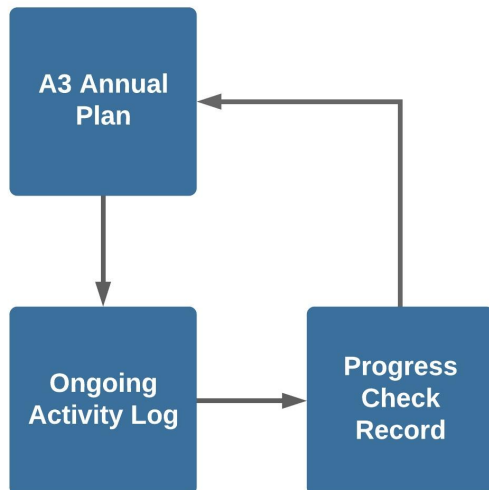 A3 Annual
Plan
Ongoing
Activity Log
Progress
Check
Record